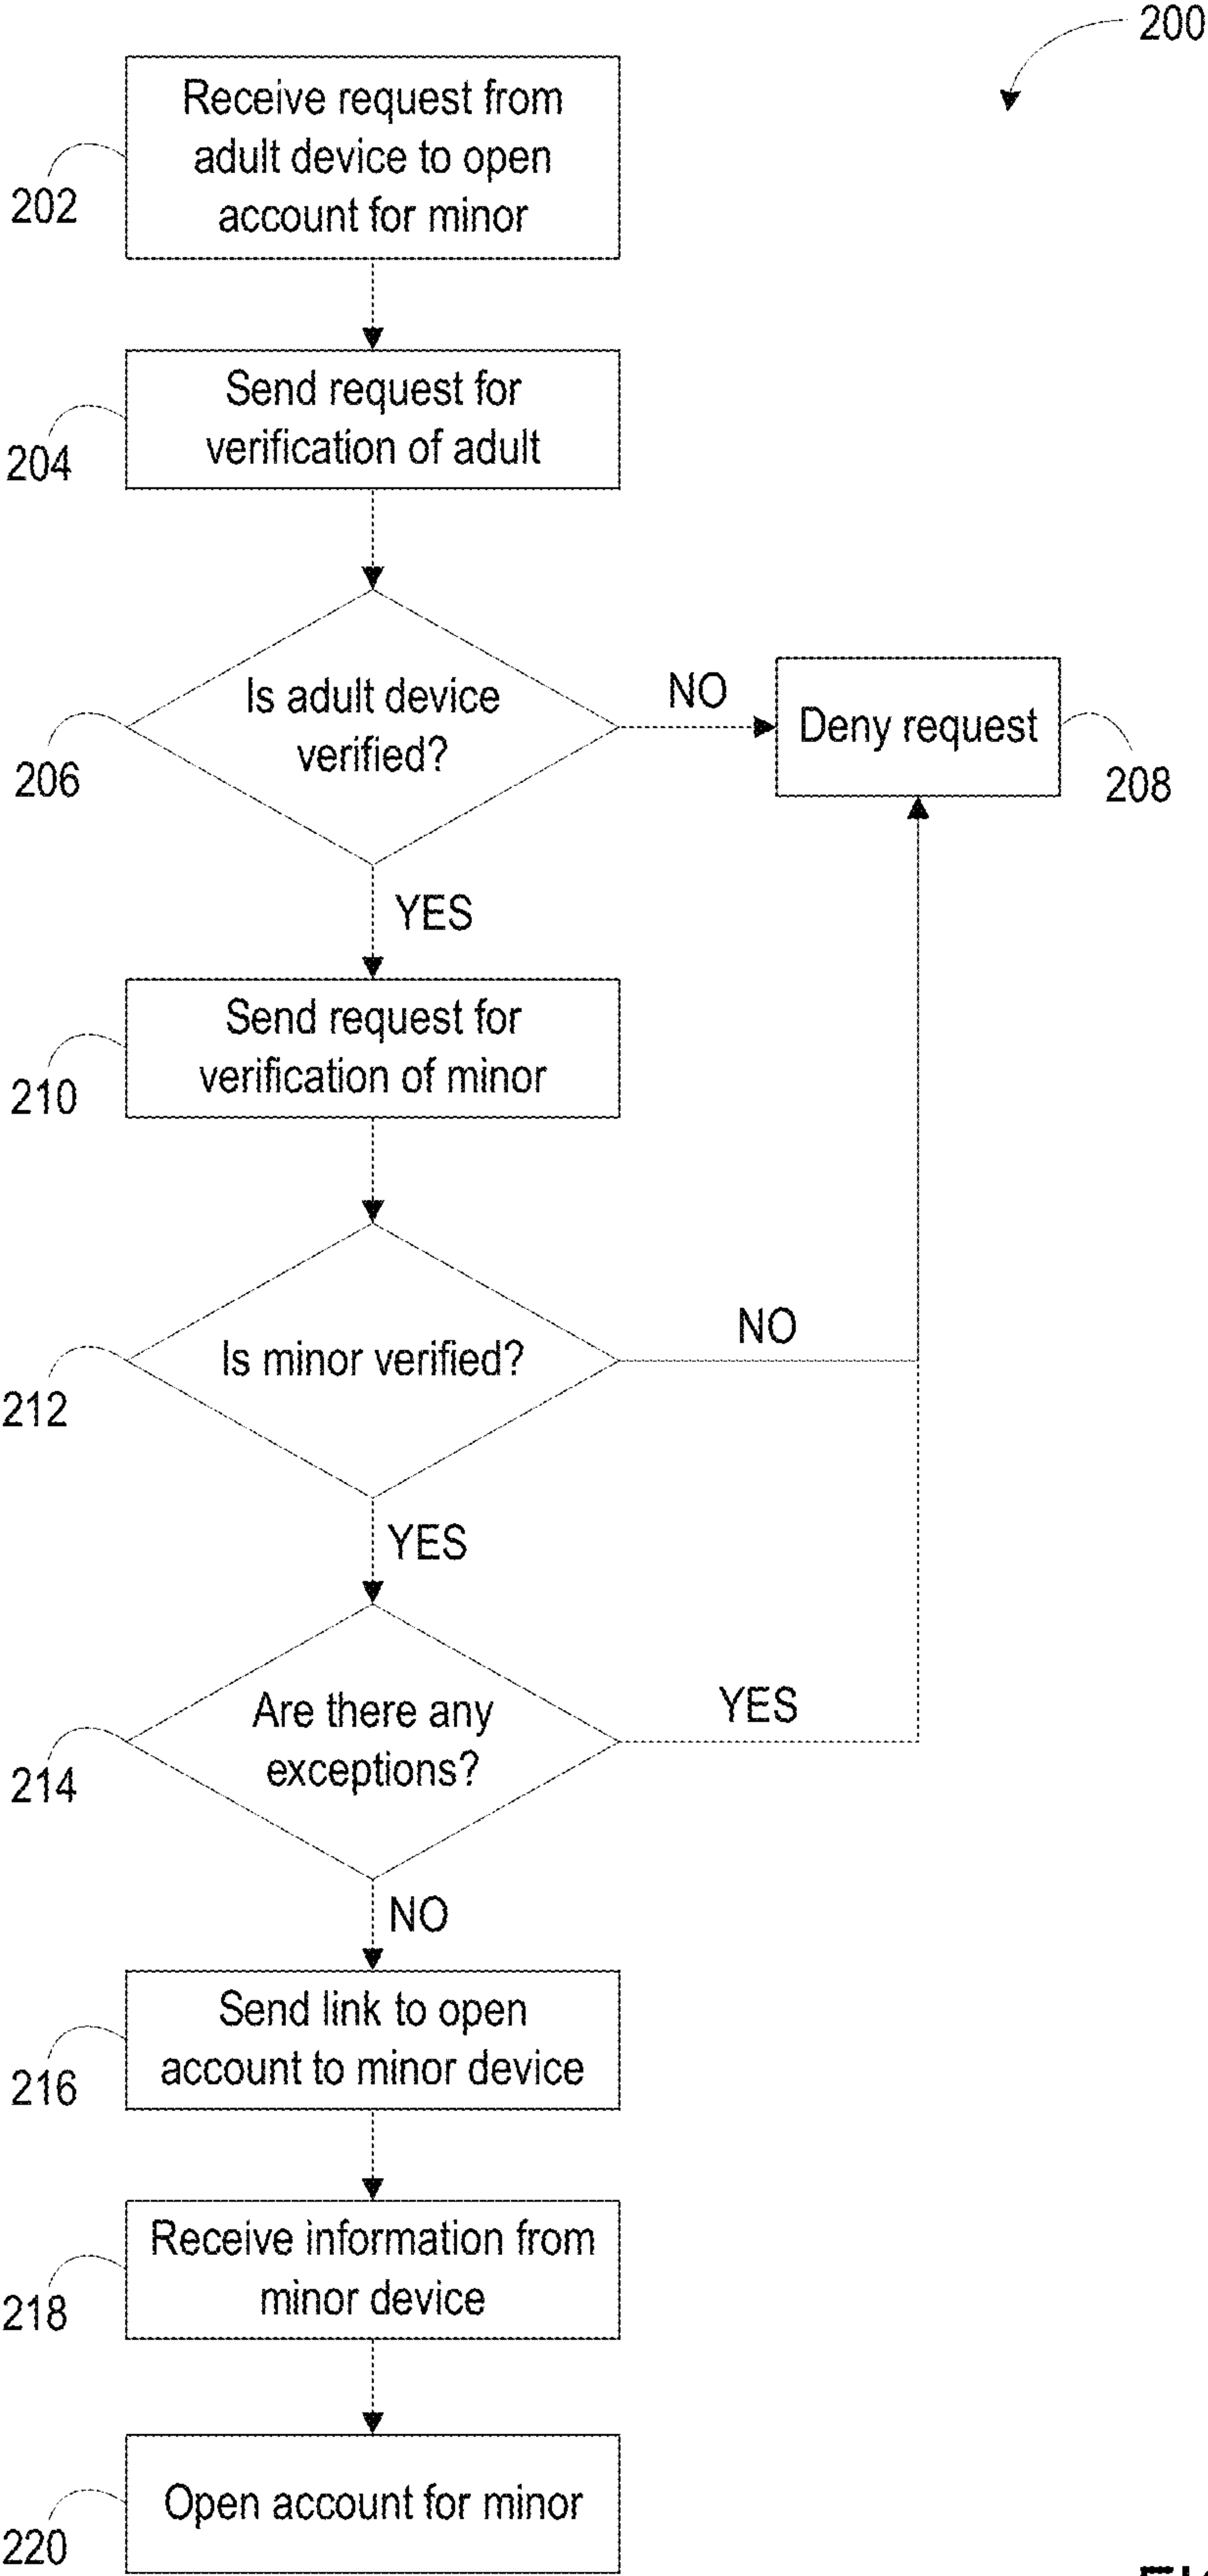 200
Receive request from
adult device to open
account for minor
202
Send request for
verification of adult
204
Is adult device
verified?
206
NO
Deny request
208
YES
Send request for
verification of minor
210
Is minor verified?
212
NO
YES
Are there any
exceptions?
214
YES
NO
Send link to open
account to minor device
216
Receive information from
minor device
218
Open account for minor
220